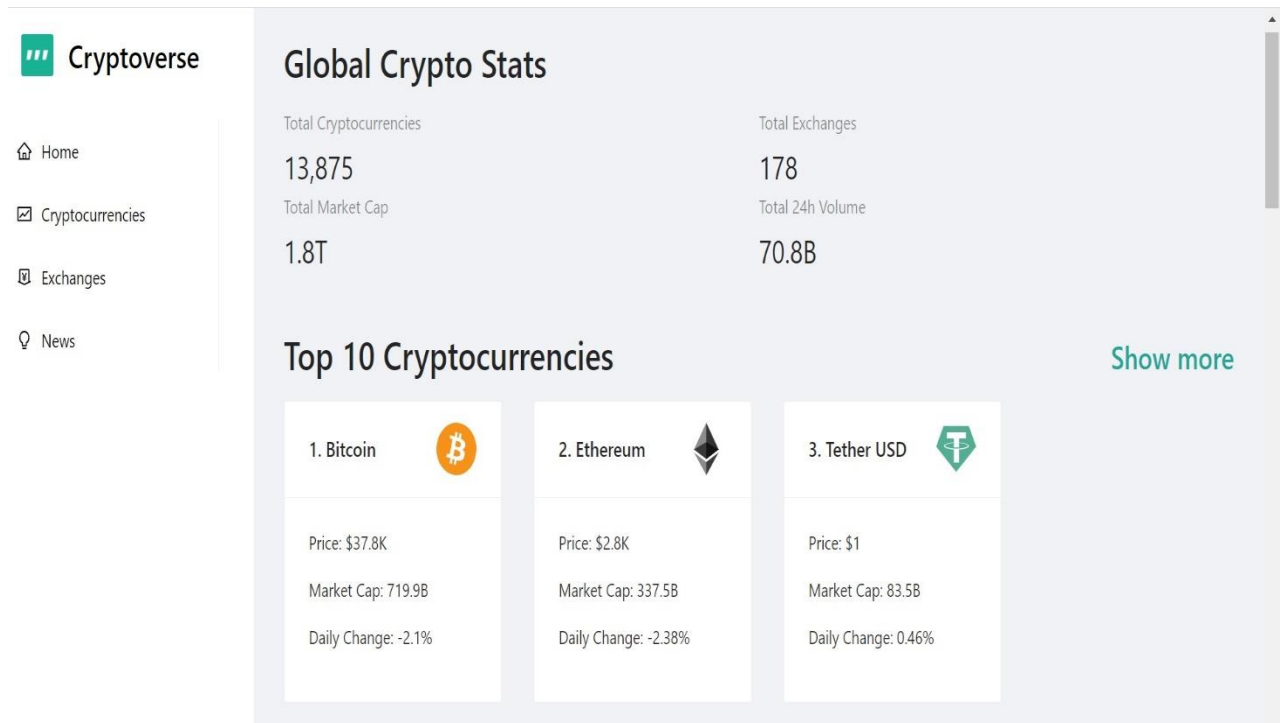 Cryptoverse
Home
Cryptocurrencies
Exchanges
News
Global Crypto Stats
Total Cryptocurrencies
13,875
Total Exchanges
178
Total Market Cap
1.8T
Total 24h Volume
70.8B
Top 10 Cryptocurrencies
Show more
1. Bitcoin
Price: $37.8K
Market Cap: 719.9B
Daily Change: -2.1%
2. Ethereum
Price: $2.8K
Market Cap: 337.5B
Daily Change: -2.38%
3. Tether USD
Price: $1
Market Cap: 83.5B
Daily Change: 0.46%